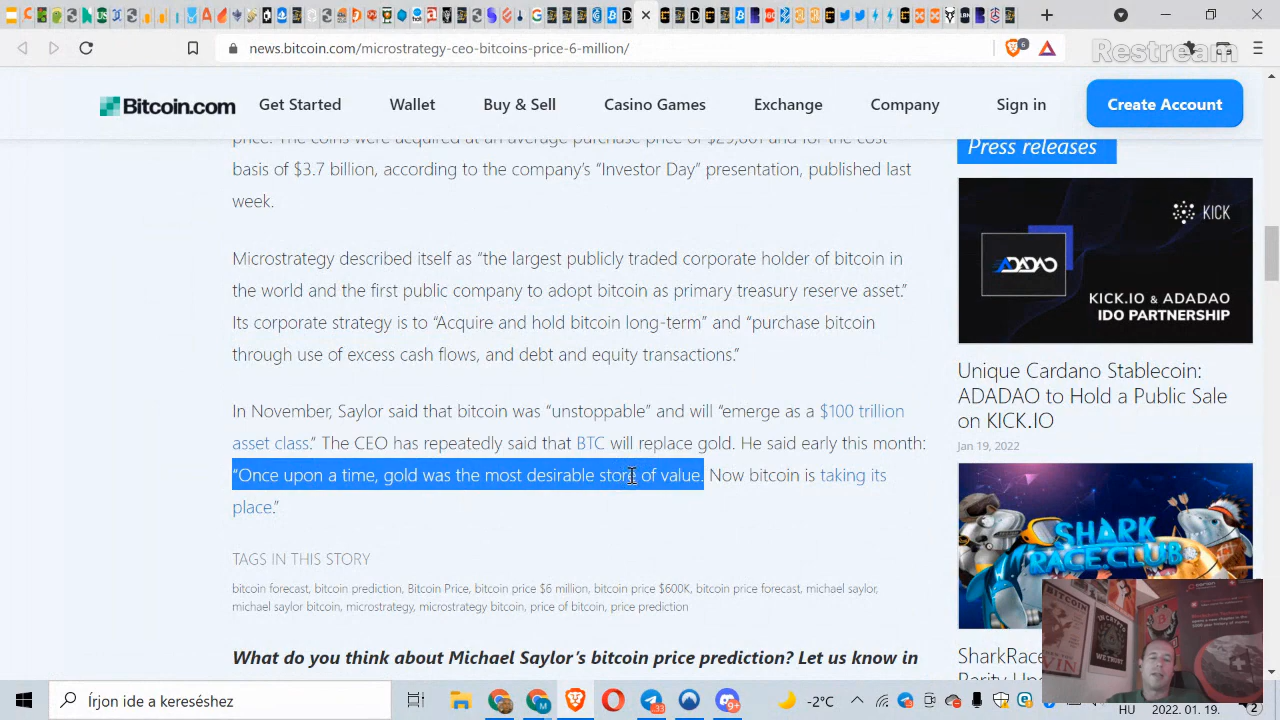 news.bitcoin.com/microstrategy-ceo-bitcoins-price-6-million/
6
Restream
Bitcoin.com
Get Started
Wallet
Buy & Sell
Casino Games
Exchange
Company
Sign in
Create Account
basis of $3.7 billion, according to the company's “Investor Day” presentation, published last
week.
Microstrategy described itself as “the largest publicly traded corporate holder of bitcoin in
the world and the first public company to adopt bitcoin as primary treasury reserve asset.”
Its corporate strategy is to “Acquire and hold bitcoin long-term” and “purchase bitcoin
through use of excess cash flows, and debt and equity transactions.”
In November, Saylor said that bitcoin was “unstoppable” and will “emerge as a $100 trillion
asset class.” The CEO has repeatedly said that BTC will replace gold. He said early this month:
“Once upon a time, gold was the most desirable store of value. Now bitcoin is taking its
place.”
TAGS IN THIS STORY
bitcoin forecast, bitcoin prediction, Bitcoin Price, bitcoin price $6 million, bitcoin price $600K, bitcoin price forecast, michael saylor,
michael saylor bitcoin, microstrategy, microstrategy bitcoin, price of bitcoin, price prediction
What do you think about Michael Saylor's bitcoin price prediction? Let us know in
Press releases
KICK
ADADAO
KICK.IO & ADADAO
IDO PARTNERSHIP
Unique Cardano Stablecoin:
ADADAO to Hold a Public Sale
on KICK.IO
Jan 19, 2022
SHARK
RACE.CLUB
SharkRace
BITCOIN
IN CRYPTO
WE TRUST
Írjon ide a kereséshez
33
9+
-2°C
HU
2022. 01. 19.
2